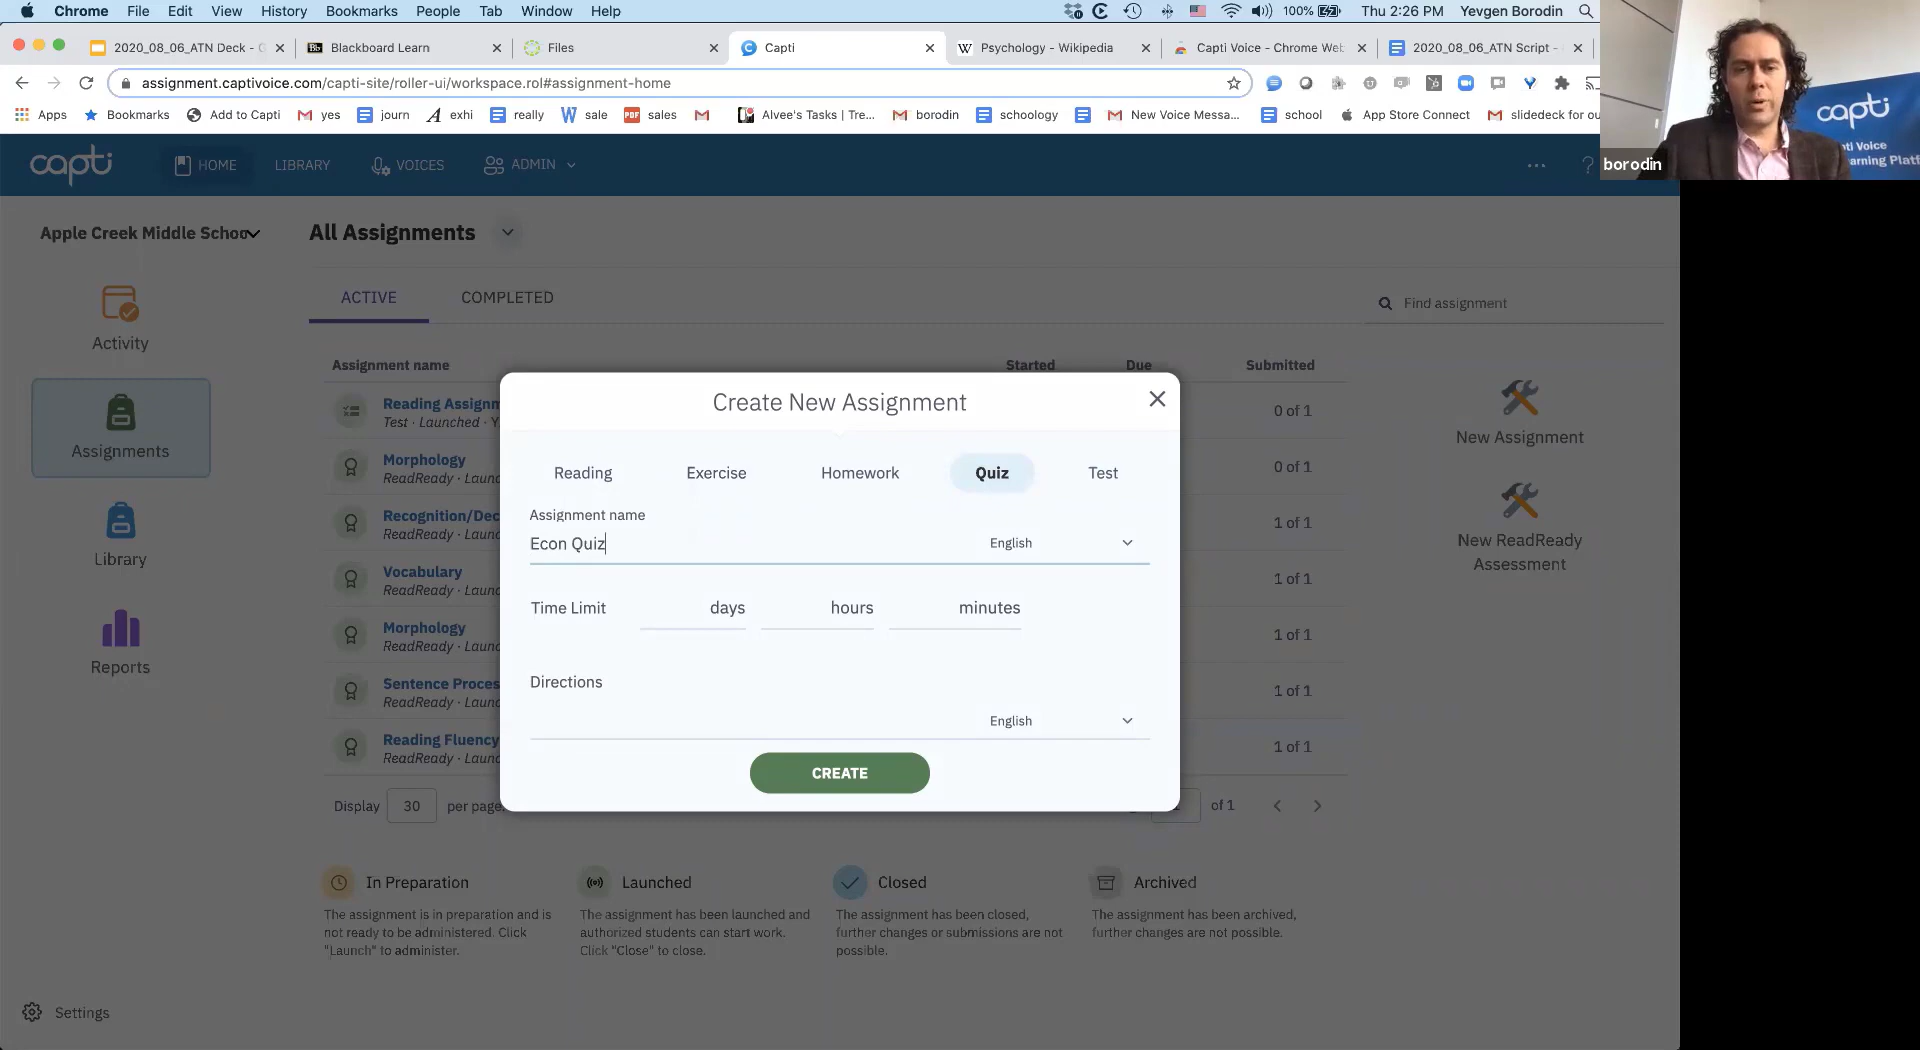 Chrome File Edit View History Bookmarks People Tab Window Help 100% Thu 2:26 PM Yevgen Borodin
2020_08_06_ATN Deck - G Blackboard Learn Files Capti Psychology - Wikipedia Capti Voice - Chrome Web 2020_08_06_ATN Script -
assignment.captivoice.com/capti-site/roller-ui/workspace.rol#assignment-home
Apps Bookmarks Add to Capti yes journ exhi really sale sales Alvee's Tasks | Tre... borodin schoology New Voice Messa... school App Store Connect slidedeck for ou
capti
capti Voice
arning Platf
borodin
capti HOME LIBRARY VOICES ADMIN ... ?
Apple Creek Middle Schoo
All Assignments
ACTIVE COMPLETED
Find assignment
Activity
Assignments
Library
Reports
Assignment name Started Due Submitted
Reading Assignm
Test · Launched · Y
0 of 1
Morphology
ReadReady · Laun
0 of 1
Recognition/Dec
ReadReady · Laun
1 of 1
Vocabulary
ReadReady · Laun
1 of 1
Morphology
ReadReady · Laun
1 of 1
Sentence Proces
ReadReady · Laun
1 of 1
Reading Fluency
ReadReady · Laun
1 of 1
New Assignment
New ReadReady
Assessment
Create New Assignment
Reading Exercise Homework Quiz Test
Assignment name
Econ Quiz English
Time Limit days hours minutes
Directions
English
CREATE
Display 30 per page of 1
In Preparation
The assignment is in preparation and is
not ready to be administered. Click
"Launch" to administer.
Launched
The assignment has been launched and
authorized students can start work.
Click "Close" to close.
Closed
The assignment has been closed,
further changes or submissions are not
possible.
Archived
The assignment has been archived,
further changes are not possible.
Settings